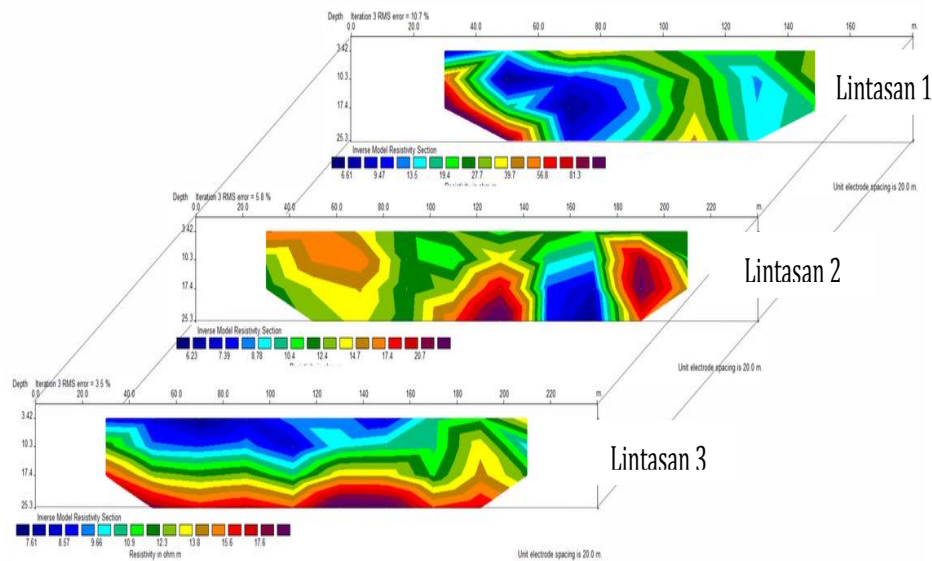 Depth Iteration 3 RMS error = 10.7 %
0.0 20.0 40.0 60.0 80.0 100 120 140 160 m.
3.42
10.3
17.4
25.3
Lintasan 1
Inverse Model Resistivity Section
6.61 9.47 13.5 19.4 27.7 39.7 56.8 81.3
Unit electrode spacing is 20.0 m.
Depth Iteration 3 RMS error = 5.8 %
0.0 20.0 40.0 60.0 80.0 100 120 140 160 180 200 220 m.
3.42
10.3
17.4
25.3
Lintasan 2
Inverse Model Resistivity Section
6.23 7.39 8.78 10.4 12.4 14.7 17.4 20.7
Unit electrode spacing is 20.0 m.
Depth Iteration 3 RMS error = 3.5 %
0.0 20.0 40.0 60.0 80.0 100 120 140 160 180 200 220 m.
3.42
10.3
17.4
25.3
Lintasan 3
Inverse Model Resistivity Section
7.61 8.57 9.66 10.9 12.3 13.8 15.6 17.6
Resistivity in ohm m
Unit electrode spacing is 20.0 m.